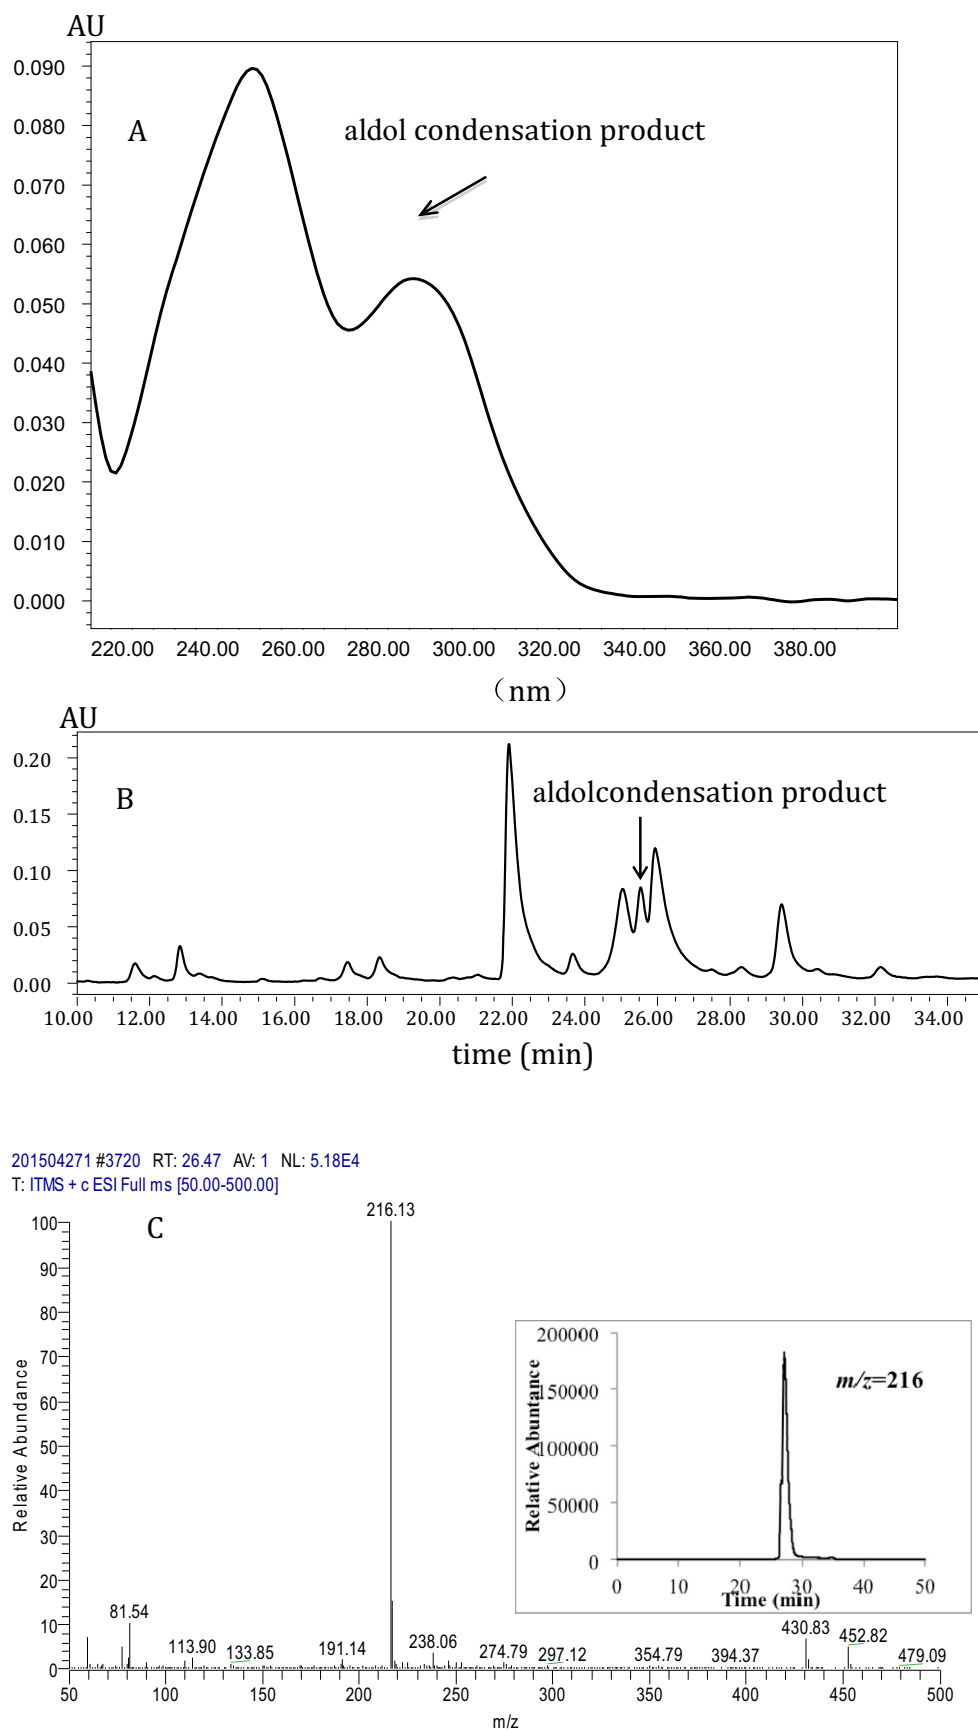 AU
0.090
A
aldol condensation product
0.080
0.070
0.060
0.050
0.040
0.030
0.020
0.010
0.000
220.00 240.00 260.00 280.00 300.00 320.00 340.00 360.00 380.00
（nm）
AU
0.20
B
aldolcondensation product
0.15
0.10
0.05
0.00
10.00 12.00 14.00 16.00 18.00 20.00 22.00 24.00 26.00 28.00 30.00 32.00 34.00
time (min)
201504271 #3720 RT: 26.47 AV: 1 NL: 5.18E4
T: ITMS + c ESI Full ms [50.00-500.00]
C
216.13
100
90
80
70
60
50
40
30
20
10
0
Relative Abundance
81.54
113.90
133.85
191.14
238.06
274.79
297.12
354.79
394.37
430.83
452.82
479.09
50 100 150 200 250 300 350 400 450 500
m/z
200000
150000
100000
50000
0
Relative Abuntance
m/z=216
0 10 20 30 40 50
Time (min)